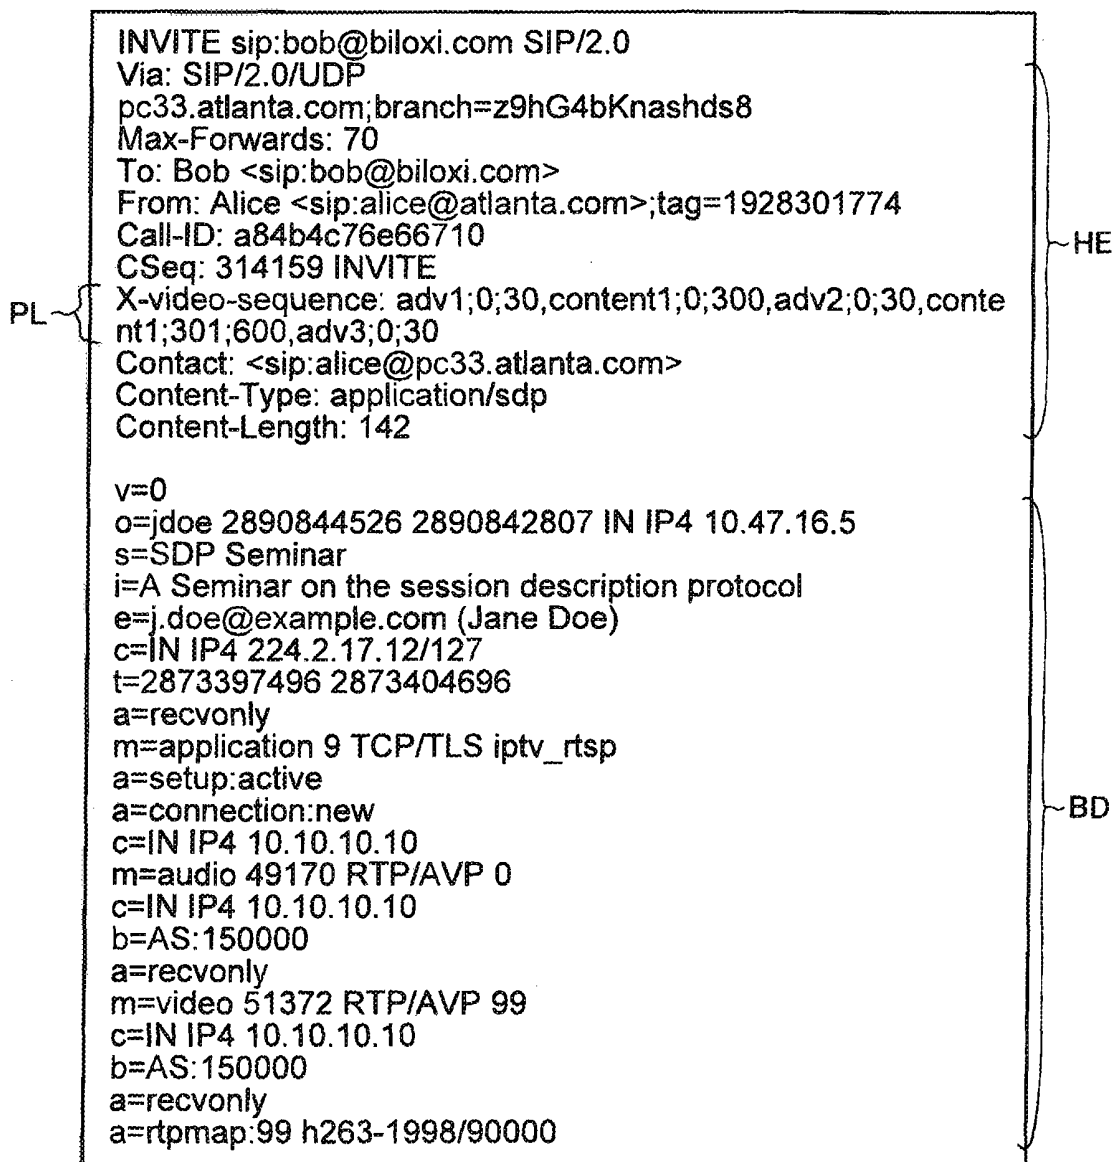 INVITE sip:bob@biloxi.com SIP/2.0
Via: SIP/2.0/UDP
pc33.atlanta.com;branch=z9hG4bKnashds8
Max-Forwards: 70
To: Bob <sip:bob@biloxi.com>
From: Alice <sip:alice@atlanta.com>;tag=1928301774
Call-ID: a84b4c76e66710
CSeq: 314159 INVITE
X-video-sequence: adv1;0;30,content1;0;300,adv2;0;30,conte
nt1;301;600,adv3;0;30
Contact: <sip:alice@pc33.atlanta.com>
Content-Type: application/sdp
Content-Length: 142
HE
PL
v=0
o=jdoe 2890844526 2890842807 IN IP4 10.47.16.5
s=SDP Seminar
i=A Seminar on the session description protocol
e=j.doe@example.com (Jane Doe)
c=IN IP4 224.2.17.12/127
t=2873397496 2873404696
a=recvonly
m=application 9 TCP/TLS iptv_rtsp
a=setup:active
a=connection:new
c=IN IP4 10.10.10.10
m=audio 49170 RTP/AVP 0
c=IN IP4 10.10.10.10
b=AS:150000
a=recvonly
m=video 51372 RTP/AVP 99
c=IN IP4 10.10.10.10
b=AS:150000
a=recvonly
a=rtpmap:99 h263-1998/90000
BD